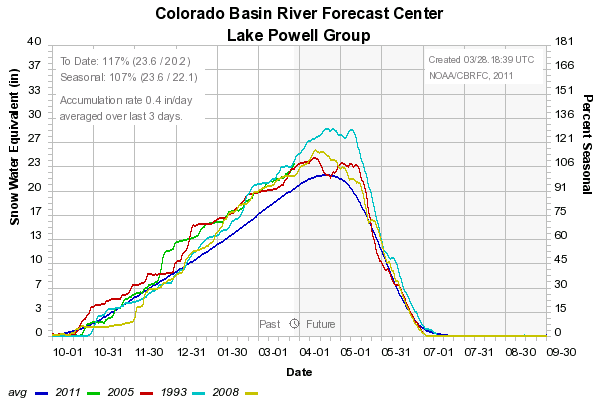 Colorado Basin River Forecast Center
Lake Powell Group
To Date: 117% (23.6 / 20.2)
Seasonal: 107% (23.6 / 22.1)
Accumulation rate 0.4 in/day
averaged over last 3 days.
Created 03/28.18:39 UTC
NOAA/CBRFC, 2011
Snow Water Equivalent (in)
40
37
33
30
27
23
20
17
13
10
7
3
0
Percent Seasonal
181
166
151
136
121
106
91
75
60
45
30
15
0
Past Future
10-01 10-31 11-30 12-31 01-30 03-01 04-01 05-01 05-31 07-01 07-31 08-30 09-30
Date
avg 2011 2005 1993 2008